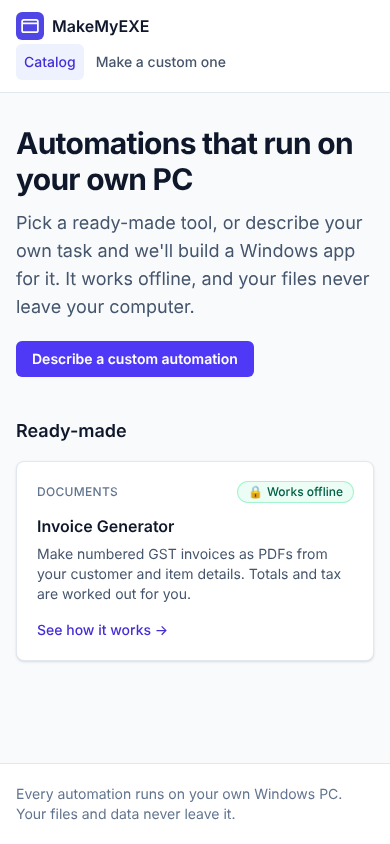 MakeMyEXE
Catalog Make a custom one
Automations that run on
your own PC
Pick a ready-made tool, or describe your
own task and we'll build a Windows app
for it. It works offline, and your files never
leave your computer.
Describe a custom automation
Ready-made
DOCUMENTS 🔒 Works offline
Invoice Generator
Make numbered GST invoices as PDFs from
your customer and item details. Totals and tax
are worked out for you.
See how it works →
Every automation runs on your own Windows PC.
Your files and data never leave it.